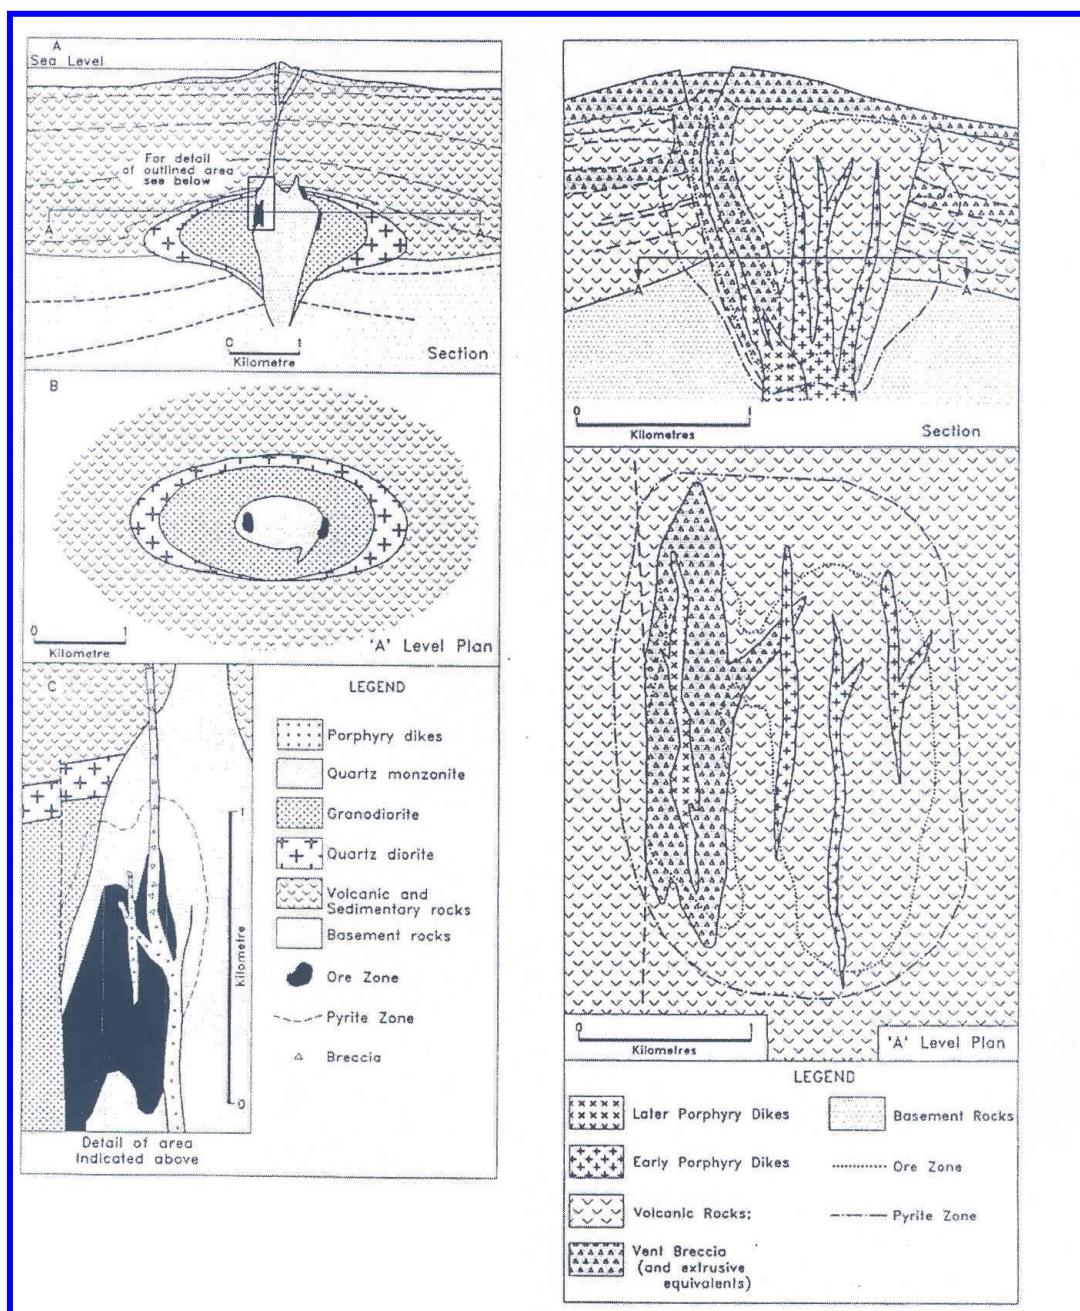 A
Sea Level
For detail
of outlined area
see below
A
A
0 1
Kilometre
Section
B
0 1
Kilometre
'A' Level Plan
C
1
Kilometre
0
Detail of area
Indicated above
LEGEND
Porphyry dikes
Quartz monzonite
Granodiorite
Quartz diorite
Volcanic and
Sedimentary rocks
Basement rocks
Ore Zone
Pyrite Zone
Breccia
A
A
0 1
Kilometres
Section
0 1
Kilometres
'A' Level Plan
LEGEND
Later Porphyry Dikes
Early Porphyry Dikes
Volcanic Rocks:
Vent Breccia
(and extrusive
equivalents)
Basement Rocks
Ore Zone
Pyrite Zone